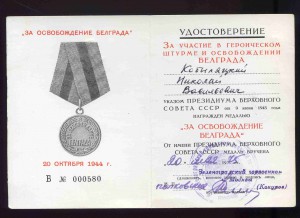 "ЗА ОСВОБОЖДЕНИЕ БЕЛГРАДА"
20 ОКТЯБРЯ 1944 г.
В № 000580
УДОСТОВЕРЕНИЕ
ЗА УЧАСТИЕ В ГЕРОИЧЕСКОМ
ШТУРМЕ И ОСВОБОЖДЕНИИ
БЕЛГРАДА
Кобыляцкий
Николай
Васильевич
УКАЗОМ ПРЕЗИДИУМА ВЕРХОВНОГО
СОВЕТА СССР от 9 июня 1945 года
НАГРАЖДЕН МЕДАЛЬЮ
"ЗА ОСВОБОЖДЕНИЕ
БЕЛГРАДА"
От имени ПРЕЗИДИУМА ВЕРХОВНОГО
СОВЕТА СССР МЕДАЛЬ ВРУЧЕНА